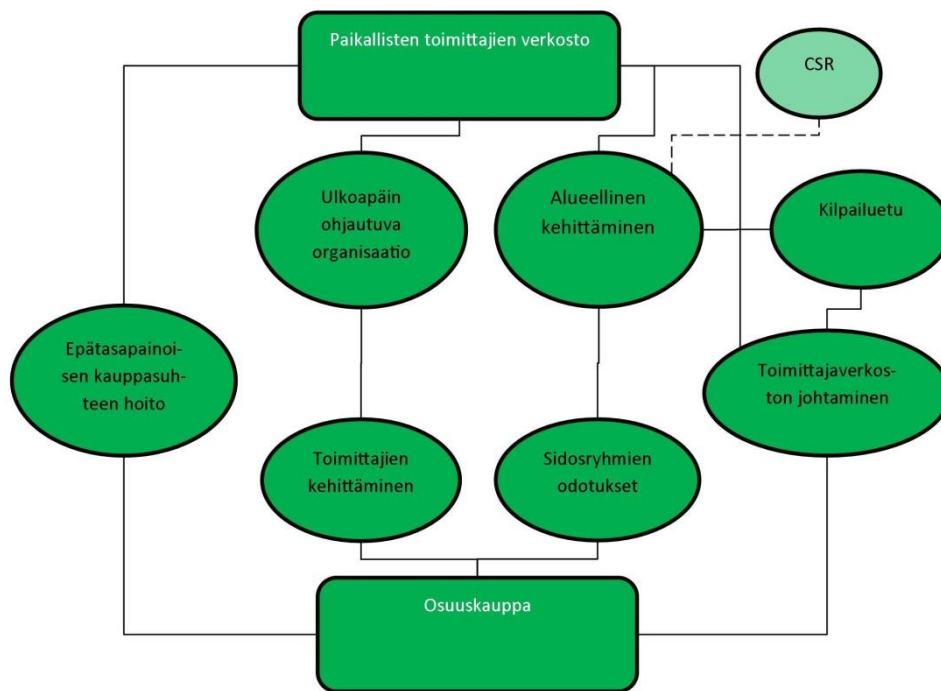 Paikallisten toimittajien verkosto
CSR
Ulkoapäin
ohjautuva
organisaatio
Alueellinen
kehittäminen
Kilpailuetu
Epätasapainoi-
sen kauppasuh-
teen hoito
Toimittajaverkos-
ton johtaminen
Toimittajien
kehittäminen
Sidosryhmien
odotukset
Osuuskauppa